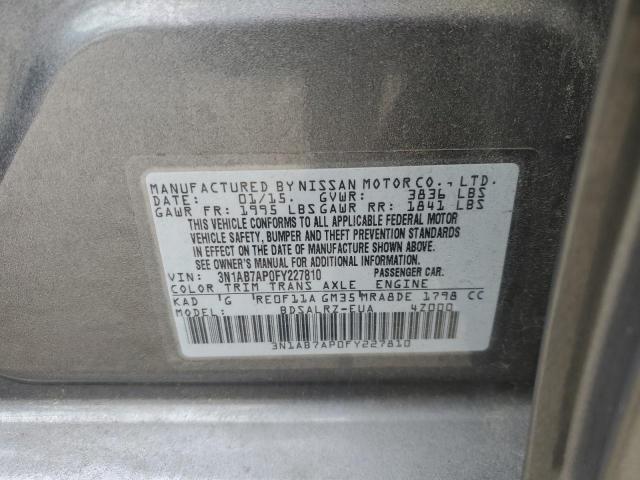 MANUFACTURED BY NISSAN MOTOR CO., LTD.
DATE: 01/15. GVWR: 3836 LBS
GAWR FR: 1995 LBS GAWR RR: 1841 LBS
THIS VEHICLE CONFORMS TO ALL APPLICABLE FEDERAL MOTOR
VEHICLE SAFETY, BUMPER AND THEFT PREVENTION STANDARDS
IN EFFECT ON THE DATE OF MANUFACTURE SHOWN ABOVE.
SEE OWNER'S MANUAL FOR ADDITIONAL INFORMATION.
VIN: 3N1AB7AP0FY227810 PASSENGER CAR.
COLOR TRIM TRANS AXLE ENGINE
KAD G RE0F11A GM35 MRA8DE 1798 CC
MODEL: BDSALRZ-EUA 4Z000
3N1AB7AP0FY227810